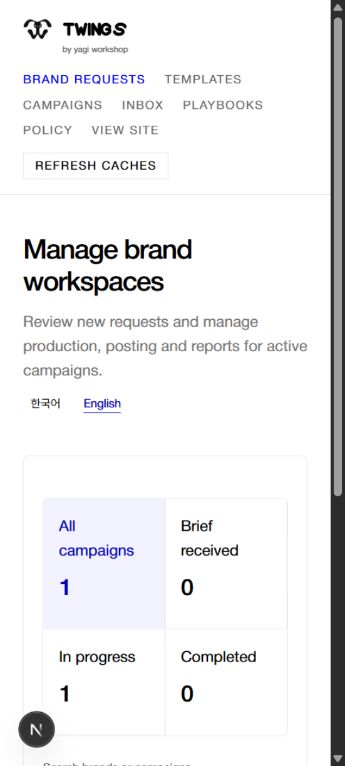 TWINGS
by yagi workshop
BRAND REQUESTS TEMPLATES
CAMPAIGNS INBOX PLAYBOOKS
POLICY VIEW SITE
REFRESH CACHES
Manage brand
workspaces
Review new requests and manage
production, posting and reports for active
campaigns.
한국어 English
All
campaigns
1
Brief
received
0
In progress
1
Completed
0
N